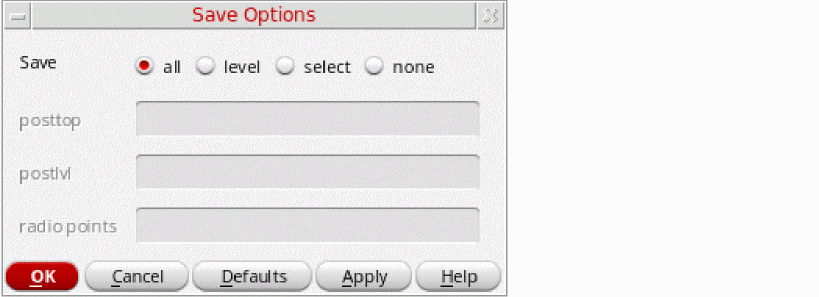 Save Options
Save all level select none
posttop
postlvl
radio points
OK Cancel Defaults Apply Help